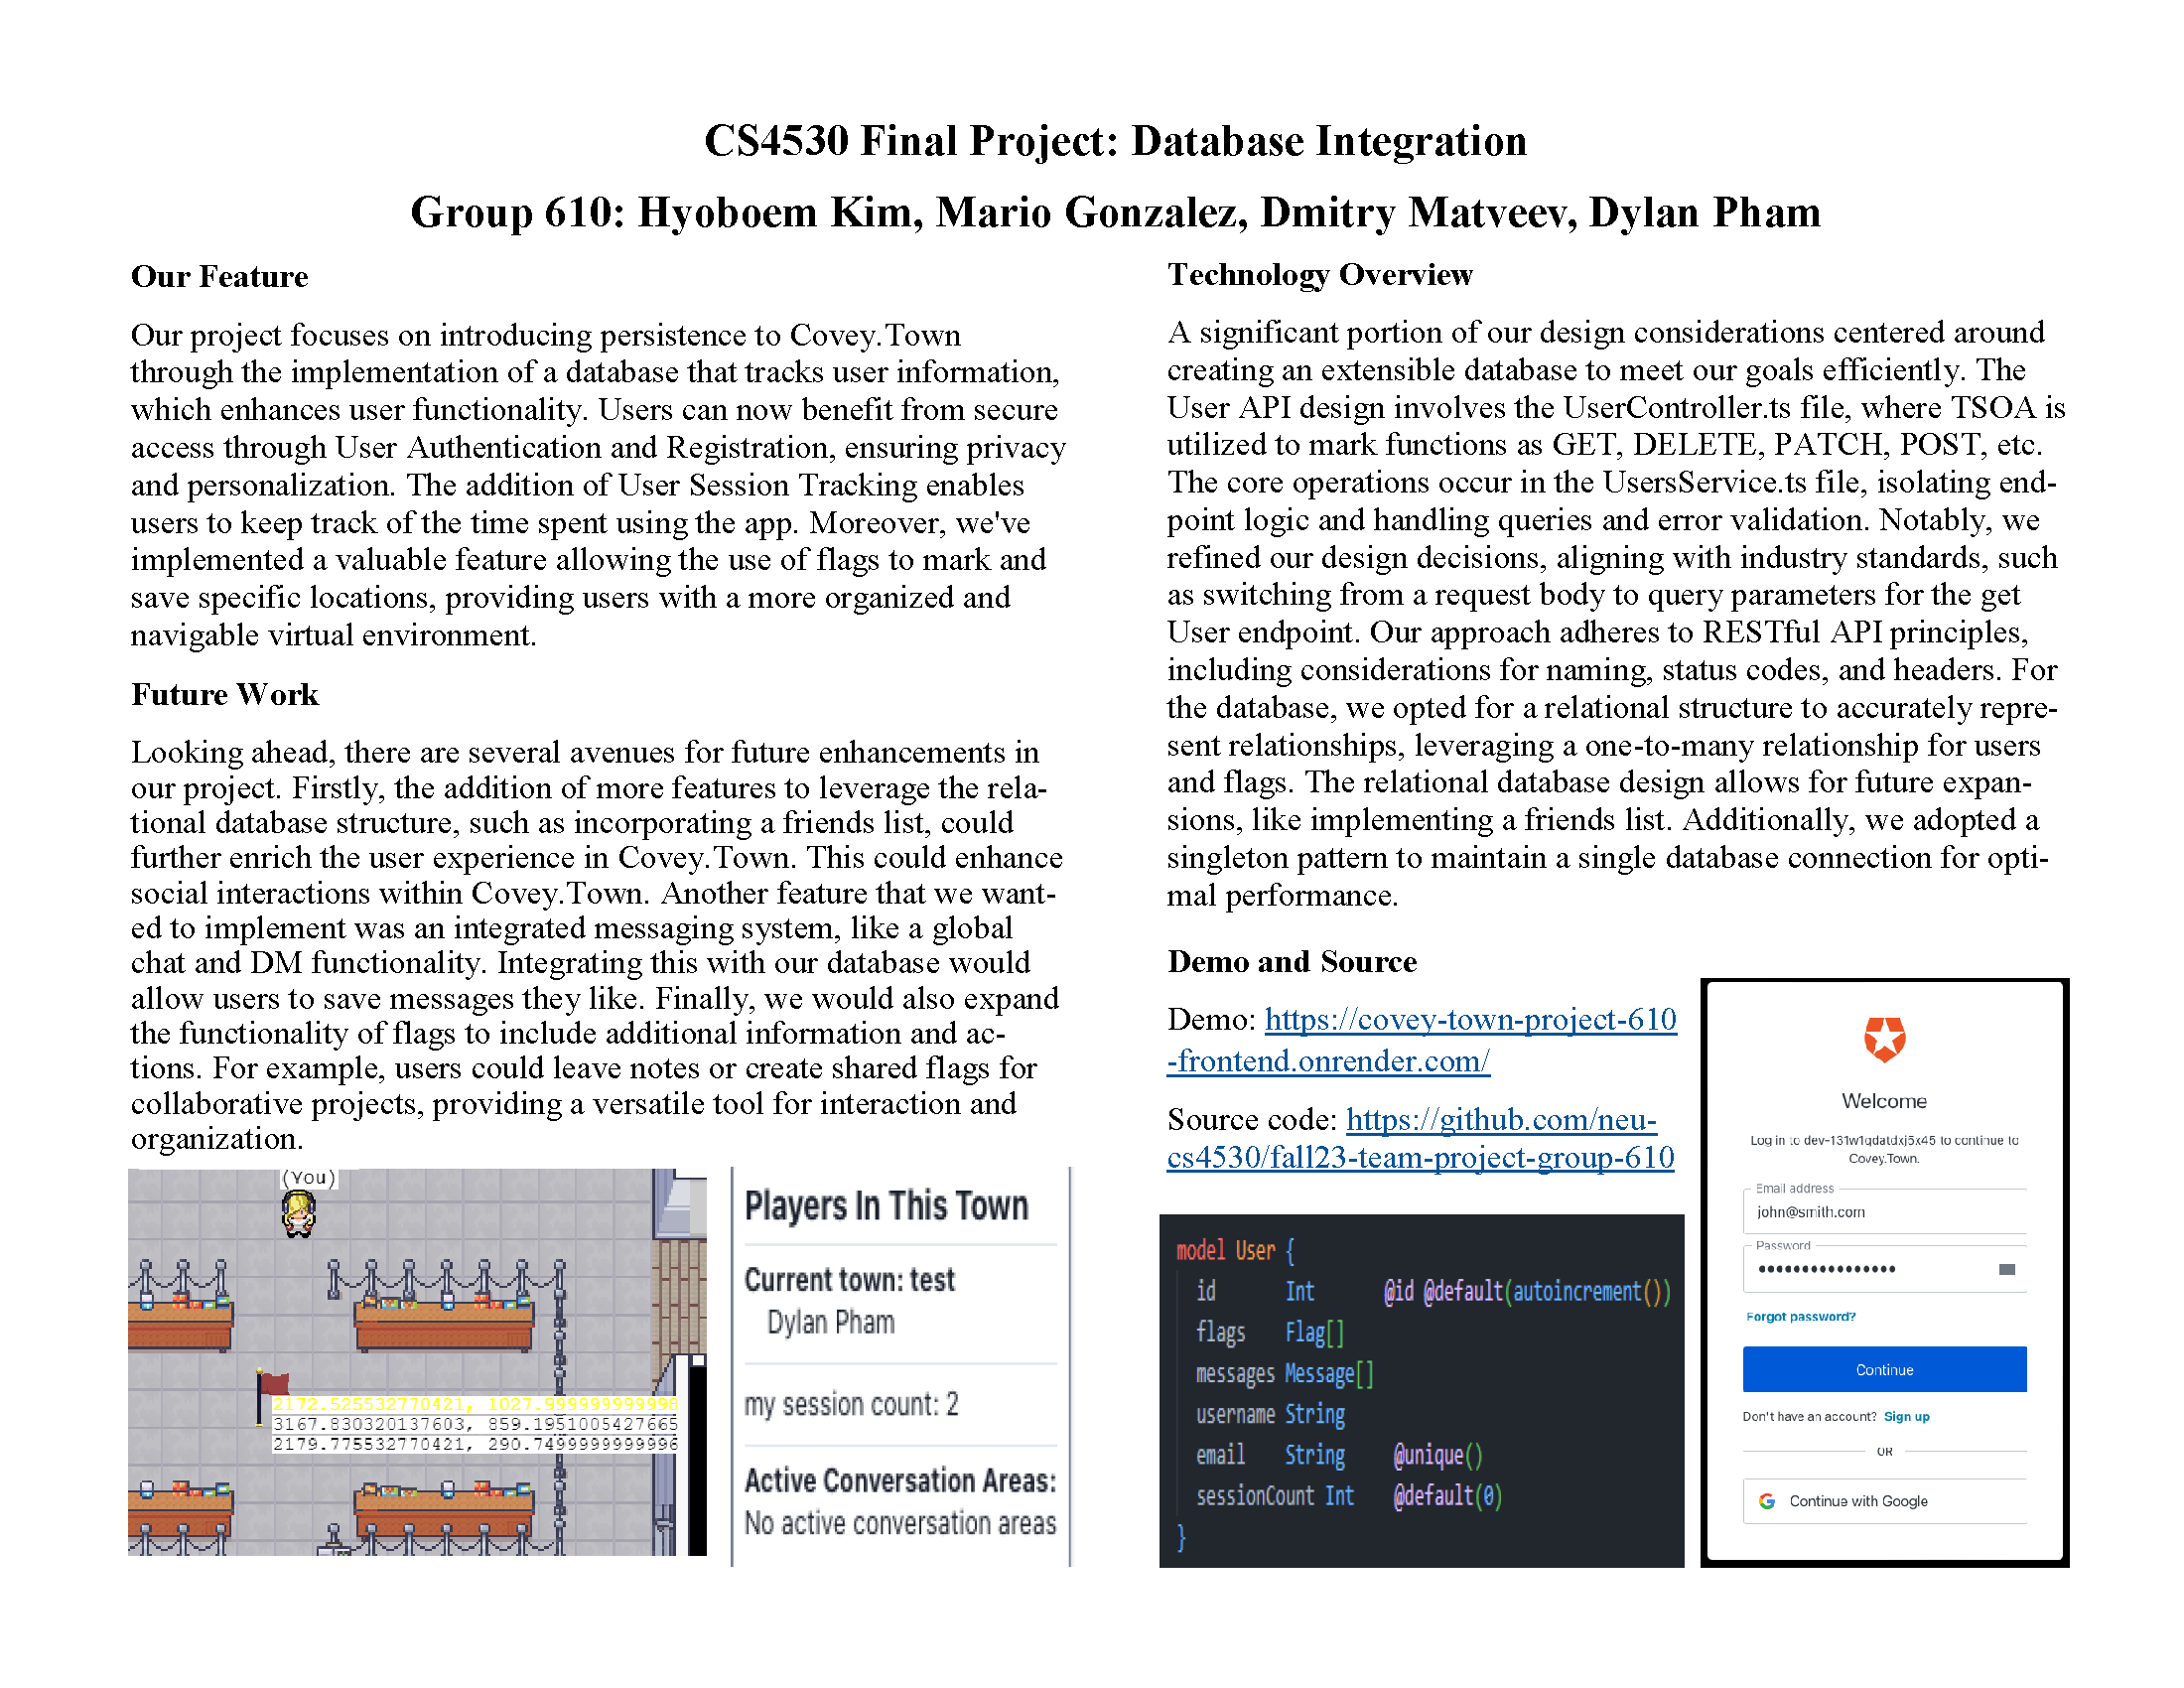 CS4530 Final Project: Database Integration
Group 610: Hyoboem Kim, Mario Gonzalez, Dmitry Matveev, Dylan Pham
Our Feature
Our project focuses on introducing persistence to Covey.Town
through the implementation of a database that tracks user information,
which enhances user functionality. Users can now benefit from secure
access through User Authentication and Registration, ensuring privacy
and personalization. The addition of User Session Tracking enables
users to keep track of the time spent using the app. Moreover, we've
implemented a valuable feature allowing the use of flags to mark and
save specific locations, providing users with a more organized and
navigable virtual environment.
Future Work
Looking ahead, there are several avenues for future enhancements in
our project. Firstly, the addition of more features to leverage the rela-
tional database structure, such as incorporating a friends list, could
further enrich the user experience in Covey.Town. This could enhance
social interactions within Covey.Town. Another feature that we want-
ed to implement was an integrated messaging system, like a global
chat and DM functionality. Integrating this with our database would
allow users to save messages they like. Finally, we would also expand
the functionality of flags to include additional information and ac-
tions. For example, users could leave notes or create shared flags for
collaborative projects, providing a versatile tool for interaction and
organization.
(You)
2172.525532770421, 1027.999999999998
3167.830320137603, 859.1951005427665
2179.775532770421, 290.7499999999996
Players In This Town
Current town: test
Dylan Pham
my session count: 2
Active Conversation Areas:
No active conversation areas
Technology Overview
A significant portion of our design considerations centered around
creating an extensible database to meet our goals efficiently. The
User API design involves the UserController.ts file, where TSOA is
utilized to mark functions as GET, DELETE, PATCH, POST, etc.
The core operations occur in the UsersService.ts file, isolating end-
point logic and handling queries and error validation. Notably, we
refined our design decisions, aligning with industry standards, such
as switching from a request body to query parameters for the get
User endpoint. Our approach adheres to RESTful API principles,
including considerations for naming, status codes, and headers. For
the database, we opted for a relational structure to accurately repre-
sent relationships, leveraging a one-to-many relationship for users
and flags. The relational database design allows for future expan-
sions, like implementing a friends list. Additionally, we adopted a
singleton pattern to maintain a single database connection for opti-
mal performance.
Demo and Source
Demo: https://covey-town-project-610
-frontend.onrender.com/
Source code: https://github.com/neu-
cs4530/fall23-team-project-group-610
model User {
id Int @id @default(autoincrement())
flags Flag[]
messages Message[]
username String
email String @unique()
sessionCount Int @default(0)
}
Welcome
Log in to dev-131w1qdatdxj5x45 to continue to
Covey.Town.
Email address
john@smith.com
Password
Forgot password?
Continue
Don't have an account? Sign up
OR
Continue with Google